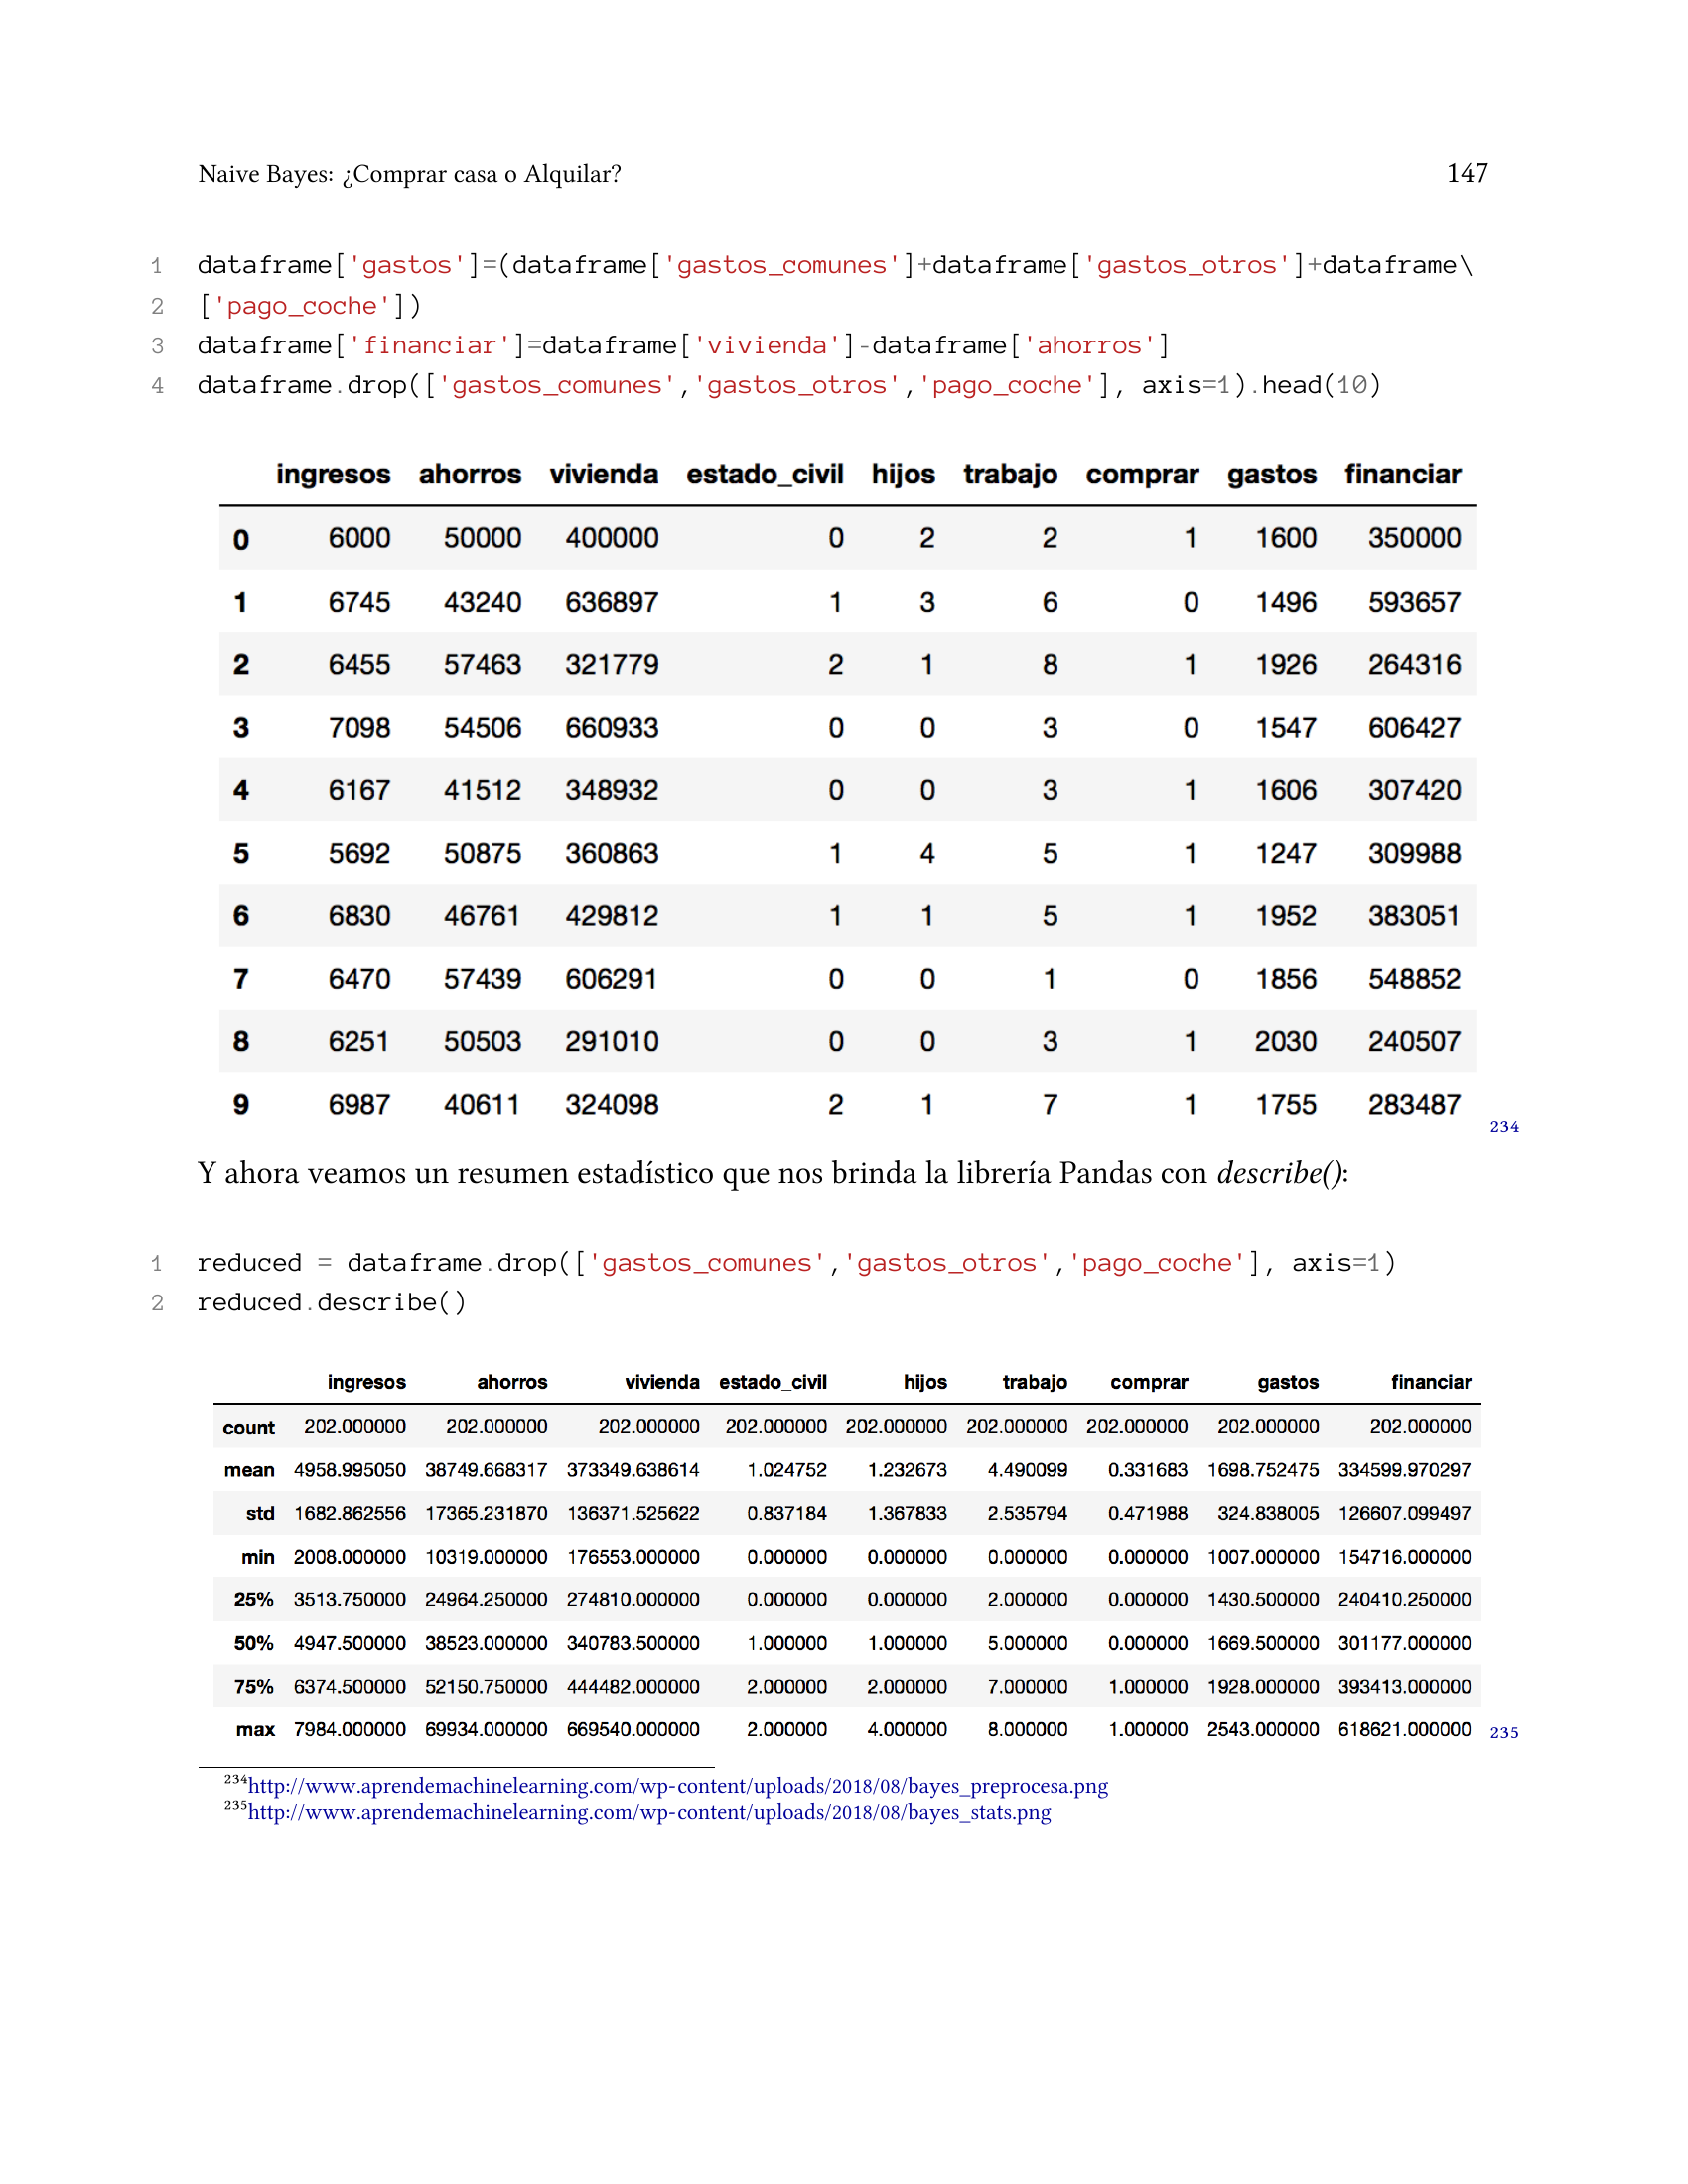 Naive Bayes: ¿Comprar casa o Alquilar? 147
1 dataframe['gastos']=(dataframe['gastos_comunes']+dataframe['gastos_otros']+dataframe\
2 ['pago_coche'])
3 dataframe['financiar']=dataframe['vivienda']-dataframe['ahorros']
4 dataframe.drop(['gastos_comunes','gastos_otros','pago_coche'], axis=1).head(10)
ingresos ahorros vivienda estado_civil hijos trabajo comprar gastos financiar
0 6000 50000 400000 0 2 2 1 1600 350000
1 6745 43240 636897 1 3 6 0 1496 593657
2 6455 57463 321779 2 1 8 1 1926 264316
3 7098 54506 660933 0 0 3 0 1547 606427
4 6167 41512 348932 0 0 3 1 1606 307420
5 5692 50875 360863 1 4 5 1 1247 309988
6 6830 46761 429812 1 1 5 1 1952 383051
7 6470 57439 606291 0 0 1 0 1856 548852
8 6251 50503 291010 0 0 3 1 2030 240507
9 6987 40611 324098 2 1 7 1 1755 283487 234
Y ahora veamos un resumen estadístico que nos brinda la librería Pandas con describe():
1 reduced = dataframe.drop(['gastos_comunes','gastos_otros','pago_coche'], axis=1)
2 reduced.describe()
ingresos ahorros vivienda estado_civil hijos trabajo comprar gastos financiar
count 202.000000 202.000000 202.000000 202.000000 202.000000 202.000000 202.000000 202.000000 202.000000
mean 4958.995050 38749.668317 373349.638614 1.024752 1.232673 4.490099 0.331683 1698.752475 334599.970297
std 1682.862556 17365.231870 136371.525622 0.837184 1.367833 2.535794 0.471988 324.838005 126607.099497
min 2008.000000 10319.000000 176553.000000 0.000000 0.000000 0.000000 0.000000 1007.000000 154716.000000
25% 3513.750000 24964.250000 274810.000000 0.000000 0.000000 2.000000 0.000000 1430.500000 240410.250000
50% 4947.500000 38523.000000 340783.500000 1.000000 1.000000 5.000000 0.000000 1669.500000 301177.000000
75% 6374.500000 52150.750000 444482.000000 2.000000 2.000000 7.000000 1.000000 1928.000000 393413.000000
max 7984.000000 69934.000000 669540.000000 2.000000 4.000000 8.000000 1.000000 2543.000000 618621.000000 235
234http://www.aprendemachinelearning.com/wp-content/uploads/2018/08/bayes_preprocesa.png
235http://www.aprendemachinelearning.com/wp-content/uploads/2018/08/bayes_stats.png